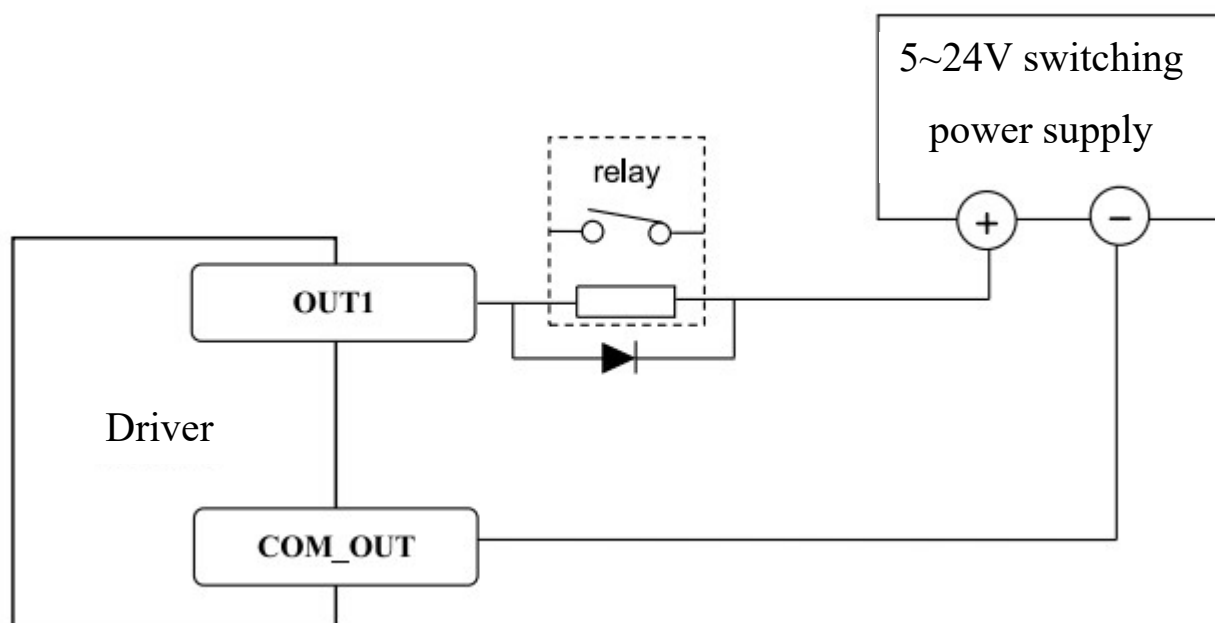 5~24V switching
power supply
relay
+
−
OUT1
Driver
COM_OUT